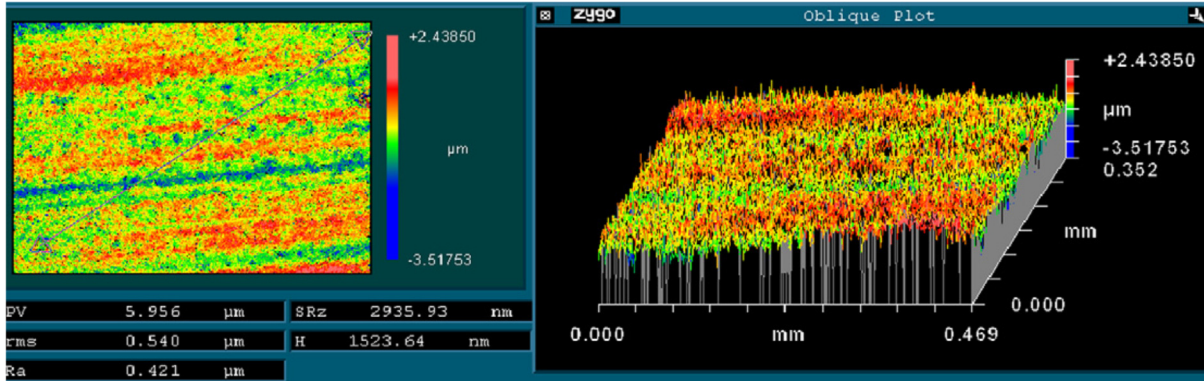 zygo Oblique Plot
+2.43850
µm
-3.51753
PV 5.956 µm
rms 0.540 µm
Ra 0.421 µm
SRz 2935.93 nm
H 1523.64 nm
+2.43850
µm
-3.51753
0.352
mm
0.000
0.000 mm 0.469